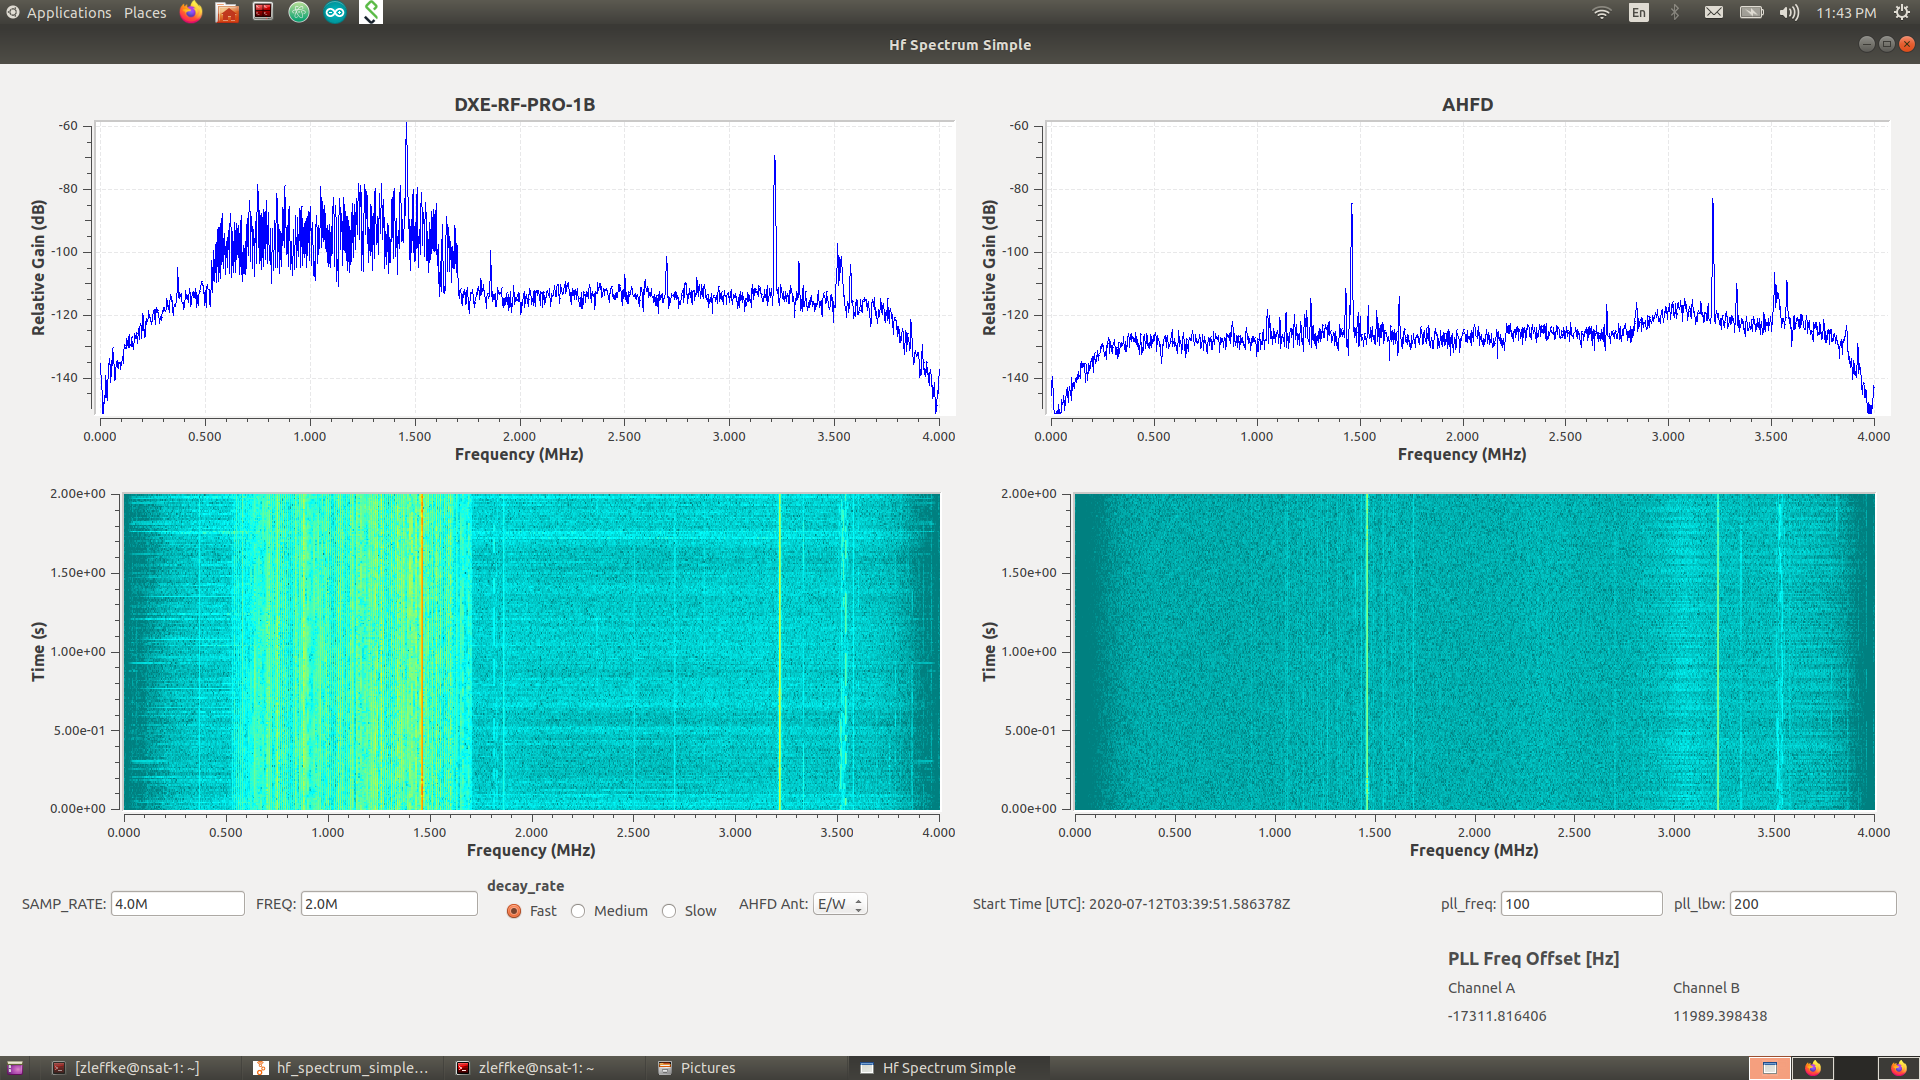 Applications Places En 11:43 PM
Hf Spectrum Simple
DXE-RF-PRO-1B
-60
-80
-100
-120
-140
Relative Gain (dB)
0.000 0.500 1.000 1.500 2.000 2.500 3.000 3.500 4.000
Frequency (MHz)
AHFD
-60
-80
-100
-120
-140
Relative Gain (dB)
0.000 0.500 1.000 1.500 2.000 2.500 3.000 3.500 4.000
Frequency (MHz)
2.00e+00
1.50e+00
1.00e+00
5.00e-01
0.00e+00
Time (s)
0.000 0.500 1.000 1.500 2.000 2.500 3.000 3.500 4.000
Frequency (MHz)
2.00e+00
1.50e+00
1.00e+00
5.00e-01
0.00e+00
Time (s)
0.000 0.500 1.000 1.500 2.000 2.500 3.000 3.500 4.000
Frequency (MHz)
decay_rate
SAMP_RATE: 4.0M FREQ: 2.0M Fast Medium Slow AHFD Ant: E/W Start Time [UTC]: 2020-07-12T03:39:51.586378Z pll_freq: 100 pll_lbw: 200
PLL Freq Offset [Hz]
Channel A Channel B
-17311.816406 11989.398438
[zleffke@nsat-1: ~] hf_spectrum_simple... zleffke@nsat-1: ~ Pictures Hf Spectrum Simple